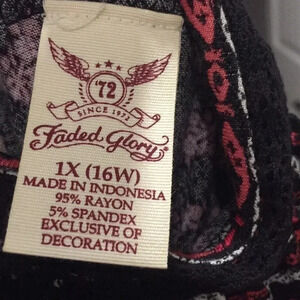 '72
SINCE 1972
Faded Glory
1X (16W)
MADE IN INDONESIA
95% RAYON
5% SPANDEX
EXCLUSIVE OF
DECORATION